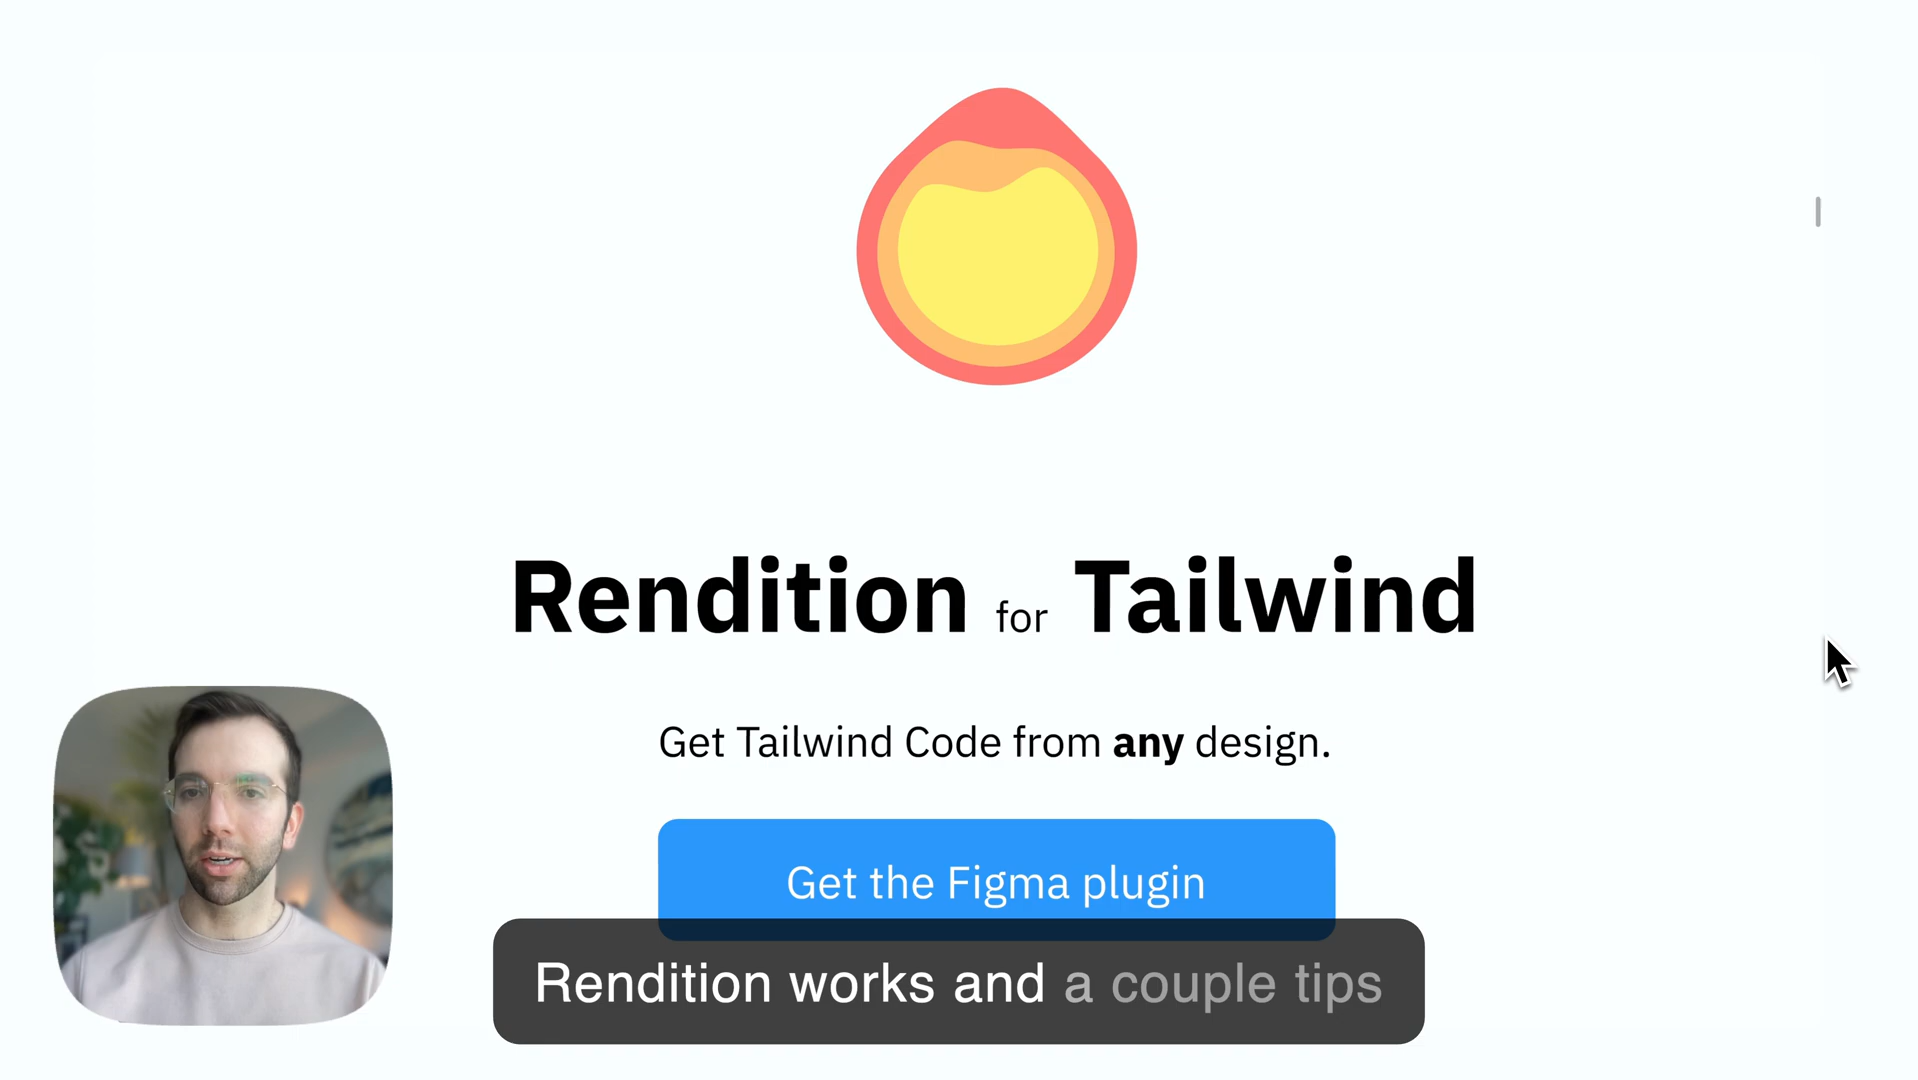 Rendition for Tailwind
Get Tailwind Code from any design.
Get the Figma plugin
Rendition works and a couple tips